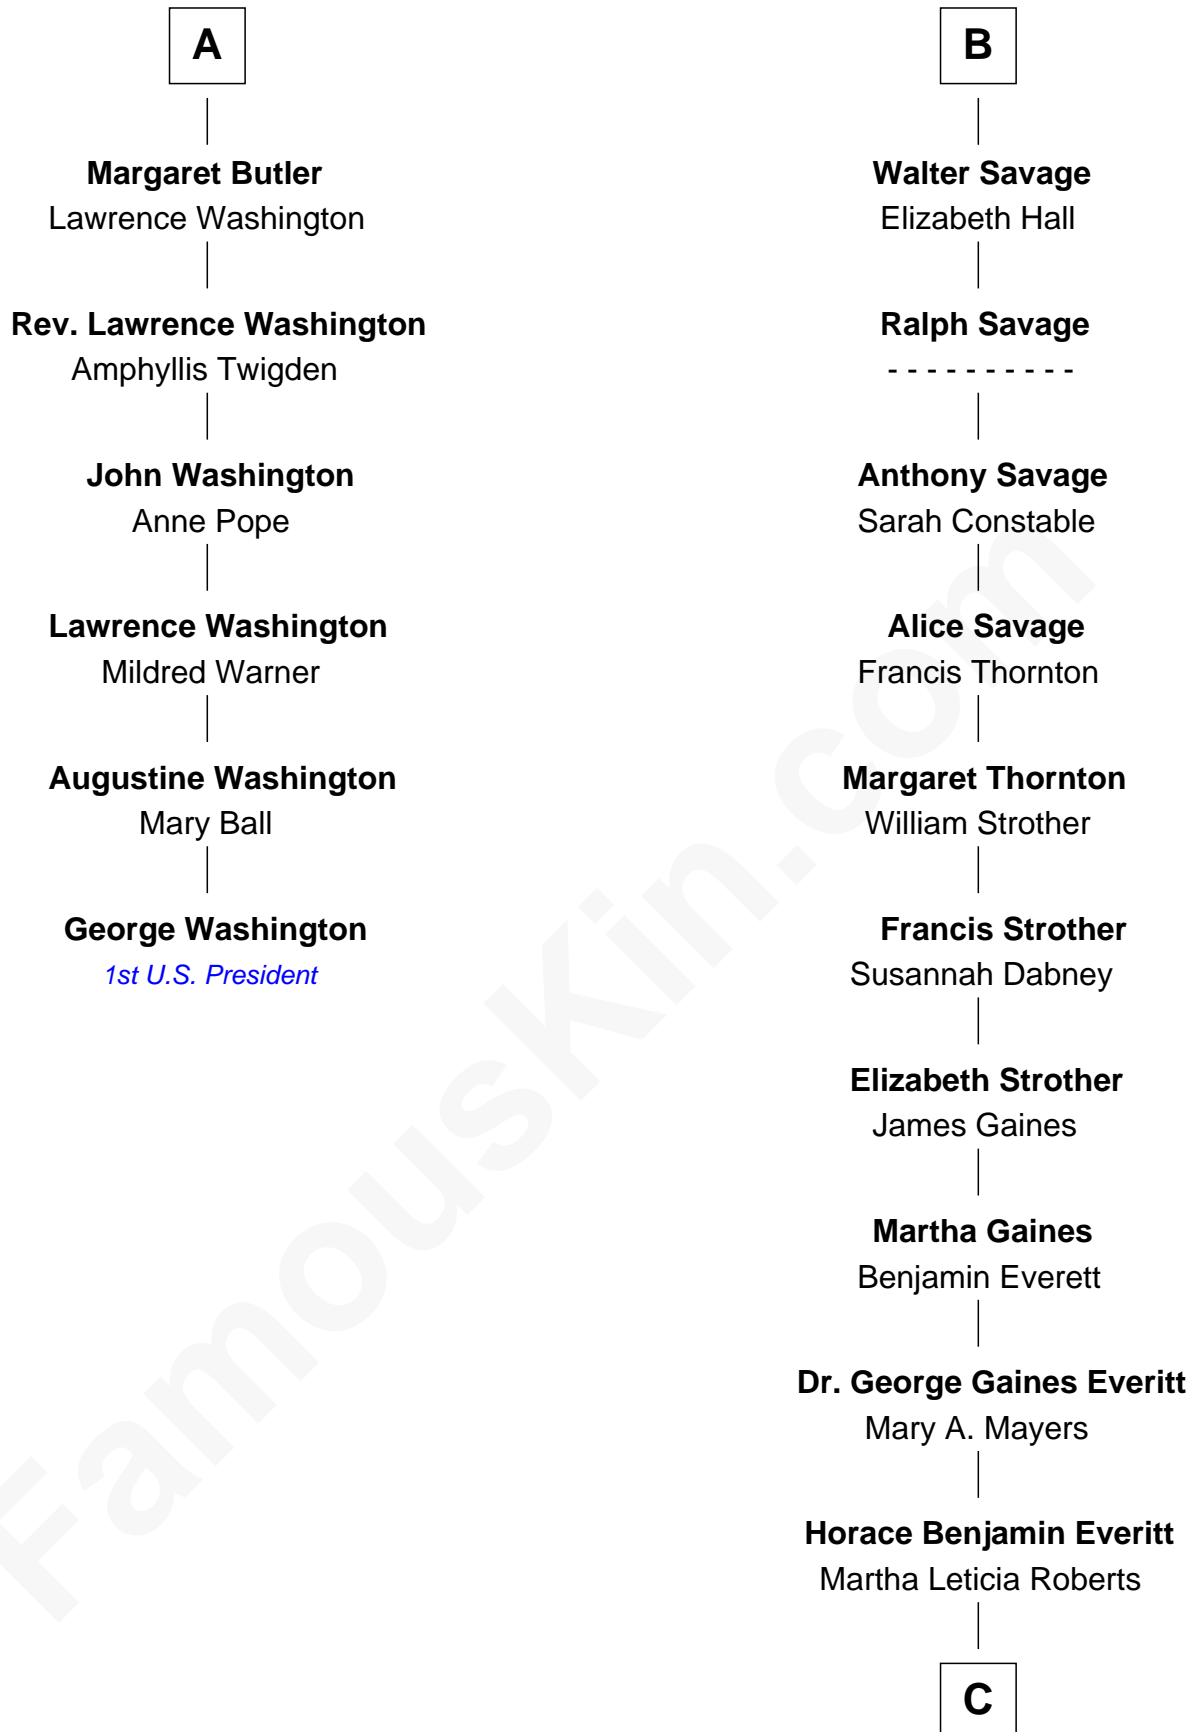 A
Margaret Butler
Lawrence Washington
Rev. Lawrence Washington
Amphyllis Twigden
John Washington
Anne Pope
Lawrence Washington
Mildred Warner
Augustine Washington
Mary Ball
George Washington
1st U.S. President
B
Walter Savage
Elizabeth Hall
Ralph Savage
- - - - - - - - - -
Anthony Savage
Sarah Constable
Alice Savage
Francis Thornton
Margaret Thornton
William Strother
Francis Strother
Susannah Dabney
Elizabeth Strother
James Gaines
Martha Gaines
Benjamin Everett
Dr. George Gaines Everitt
Mary A. Mayers
Horace Benjamin Everitt
Martha Leticia Roberts
C
FamousKin.com